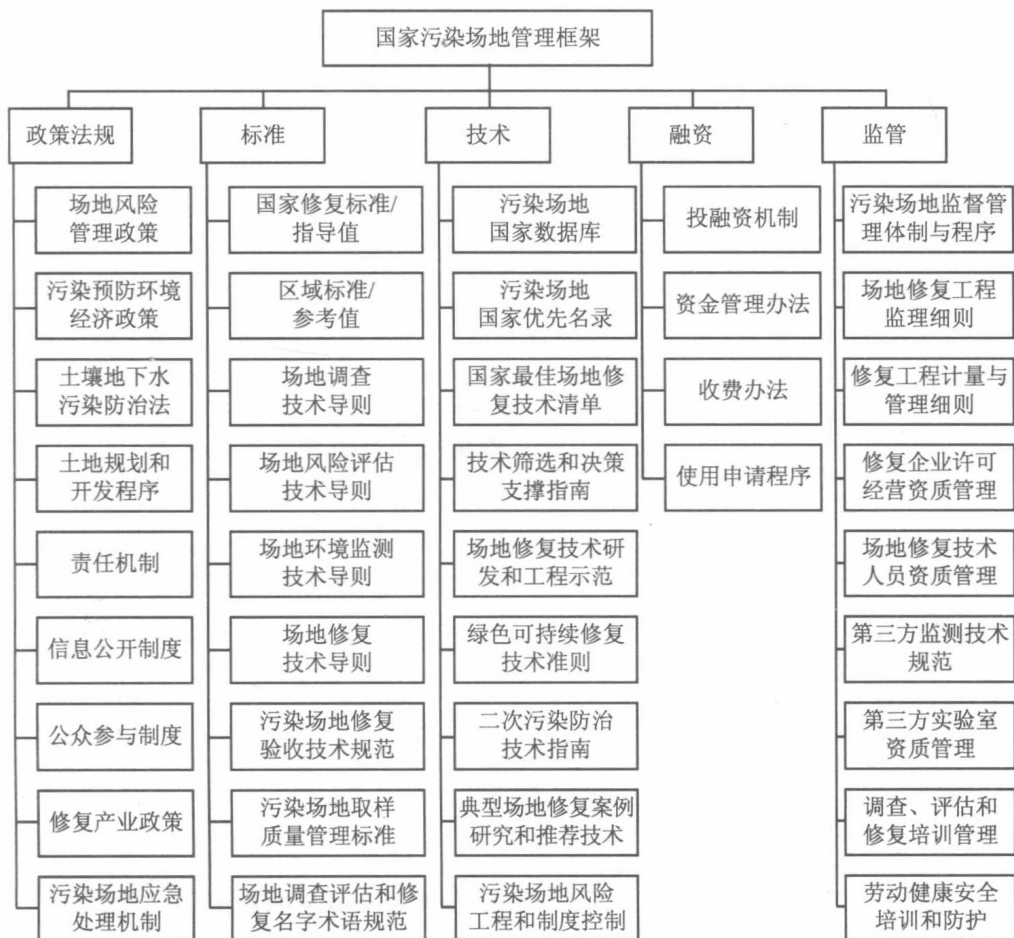 国家污染场地管理框架
政策法规
标准
技术
融资
监管
场地风险
管理政策
污染预防环境
经济政策
土壤地下水
污染防治法
土地规划和
开发程序
责任机制
信息公开制度
公众参与制度
修复产业政策
污染场地应急
处理机制
国家修复标准/
指导值
区域标准/
参考值
场地调查
技术导则
场地风险评估
技术导则
场地环境监测
技术导则
场地修复
技术导则
污染场地修复
验收技术规范
污染场地取样
质量管理标准
场地调查评估和修
复名字术语规范
污染场地
国家数据库
污染场地
国家优先名录
国家最佳场地修
复技术清单
技术筛选和决策
支撑指南
场地修复技术研
发和工程示范
绿色可持续修复
技术准则
二次污染防治
技术指南
典型场地修复案例
研究和推荐技术
污染场地风险
工程和制度控制
投融资机制
资金管理办法
收费办法
使用申请程序
污染场地监督管
理体制与程序
场地修复工程
监理细则
修复工程计量与
管理细则
修复企业许可
经营资质管理
场地修复技术
人员资质管理
第三方监测技术
规范
第三方实验室
资质管理
调查、评估和
修复培训管理
劳动健康安全
培训和防护